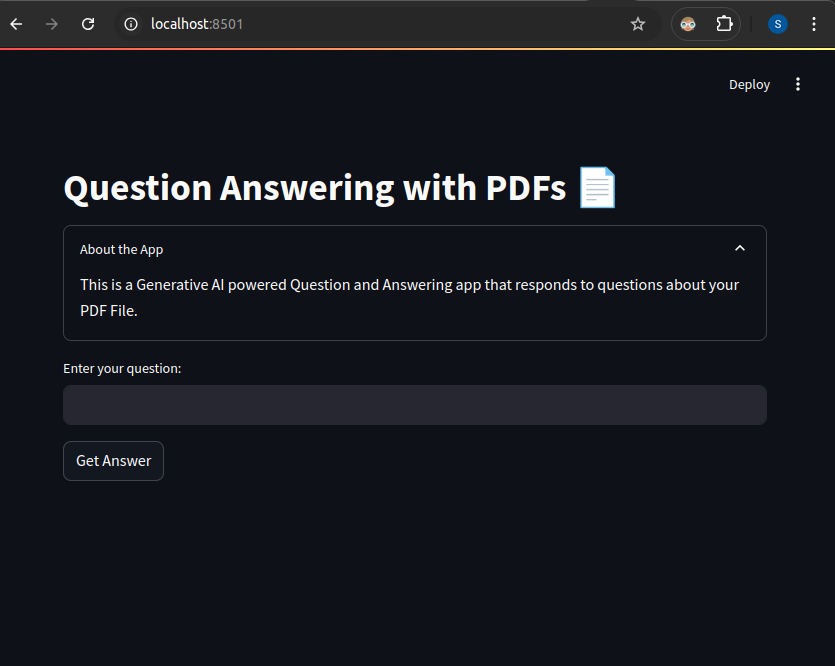 localhost:8501
S
Deploy
Question Answering with PDFs
About the App
This is a Generative AI powered Question and Answering app that responds to questions about your
PDF File.
Enter your question:
Get Answer